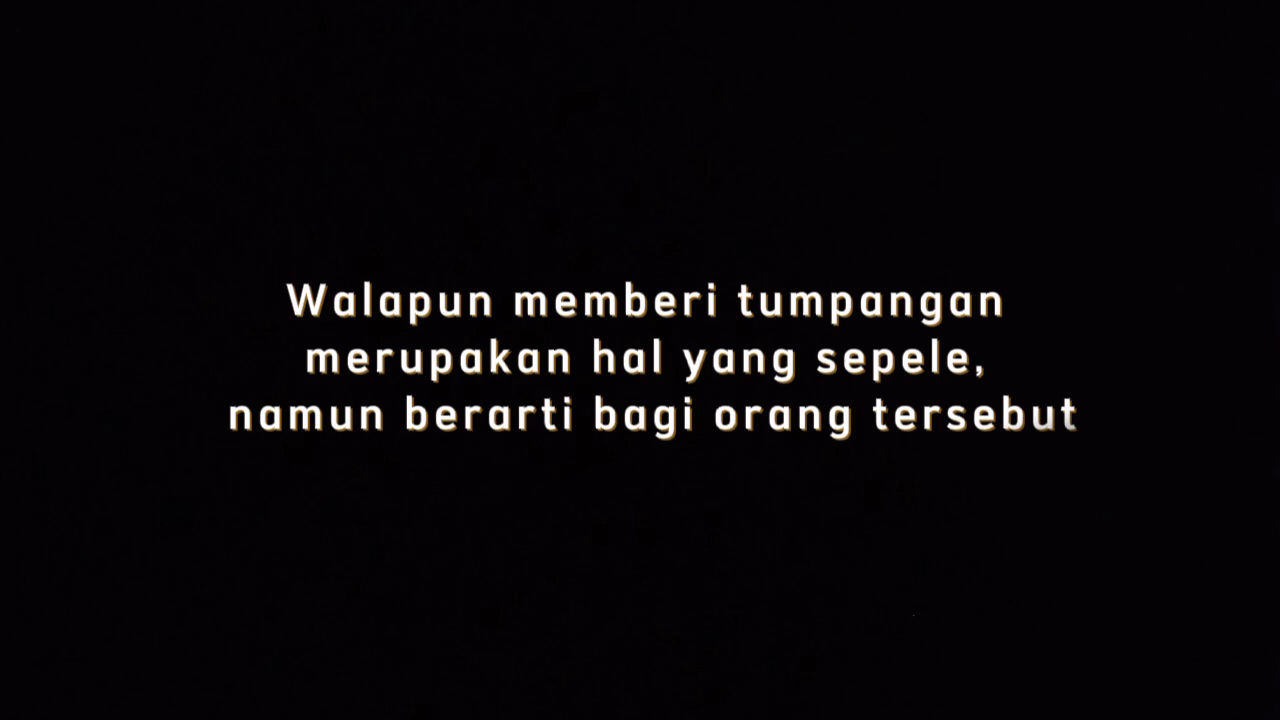 Walapun memberi tumpangan
merupakan hal yang sepele,
namun berarti bagi orang tersebut